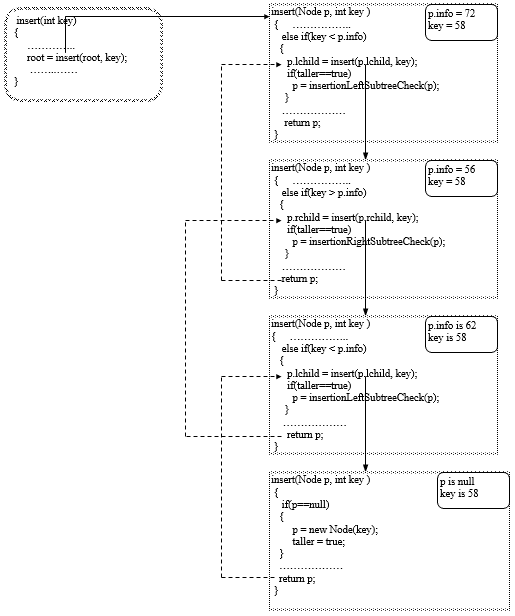 insert(int key)
{
…………..
root = insert(root, key);
…………..
}
insert(Node p, int key )
{ ……………..
else if(key < p.info)
{
p.lchild = insert(p.lchild, key);
if(taller==true)
p = insertionLeftSubtreeCheck(p);
}
………………
return p;
}
p.info = 72
key = 58
insert(Node p, int key )
{ ……………..
else if(key > p.info)
{
p.rchild = insert(p.rchild, key);
if(taller==true)
p = insertionRightSubtreeCheck(p);
}
………………
return p;
}
p.info = 56
key = 58
insert(Node p, int key )
{ ……………..
else if(key < p.info)
{
p.lchild = insert(p.lchild, key);
if(taller==true)
p = insertionLeftSubtreeCheck(p);
}
………………
return p;
}
p.info is 62
key is 58
insert(Node p, int key )
{
if(p==null)
{
p = new Node(key);
taller = true;
}
………………
return p;
}
p is null
key is 58